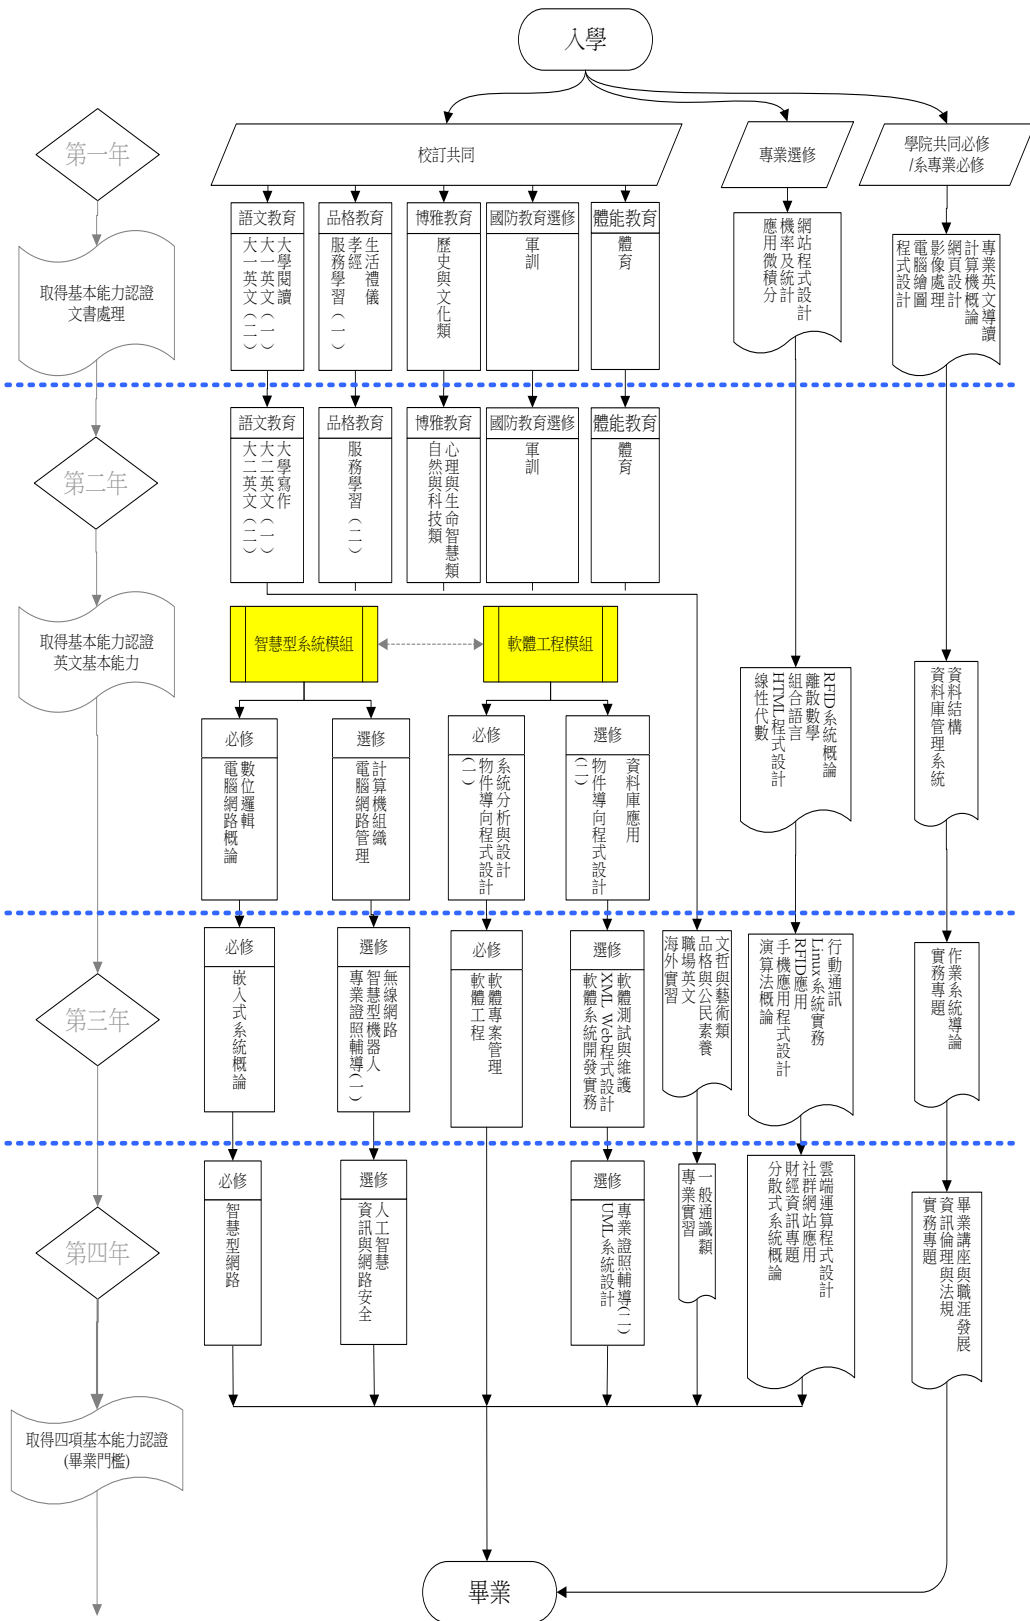 入學
第一年
校訂共同
專業選修
學院共同必修
/系專業必修
語文教育
大學閱讀
大一英文(一)
大一英文(二)
品格教育
生活禮儀
孝經
服務學習(一)
博雅教育
歷史與文化類
國防教育選修
軍訓
體能教育
體育
網站程式設計
機率及統計
應用微積分
專業英文導讀
計算機概論
網頁設計
影像處理
電腦繪圖
程式設計
取得基本能力認證
文書處理
第二年
語文教育
大學寫作
大二英文(一)
大二英文(二)
品格教育
服務學習(二)
博雅教育
心理與生命智慧類
自然與科技類
國防教育選修
軍訓
體能教育
體育
取得基本能力認證
英文基本能力
智慧型系統模組
軟體工程模組
RFID系統概論
離散數學
組合語言
HTML程式設計
線性代數
資料結構
資料庫管理系統
必修
數位邏輯
電腦網路概論
選修
計算機組織
電腦網路管理
必修
系統分析與設計
物件導向程式設計
(一)
選修
資料庫應用
物件導向程式設計
(二)
第三年
必修
嵌入式系統概論
選修
無線網路
智慧型機器人
專業證照輔導(一)
必修
軟體專案管理
軟體工程
選修
軟體測試與維護
XML Web程式設計
軟體系統開發實務
文哲與藝術類
品格與公民素養
職場英文
海外實習
行動通訊
Linux系統實務
RFID應用
手機應用程式設計
演算法概論
作業系統導論
實務專題
第四年
必修
智慧型網路
選修
人工智慧
資訊與網路安全
選修
專業證照輔導(二)
UML系統設計
一般通識類
專業實習
雲端運算程式設計
社群網站應用
財經資訊專題
分散式系統概論
畢業講座與職涯發展
資訊倫理與法規
實務專題
取得四項基本能力認證
(畢業門檻)
畢業